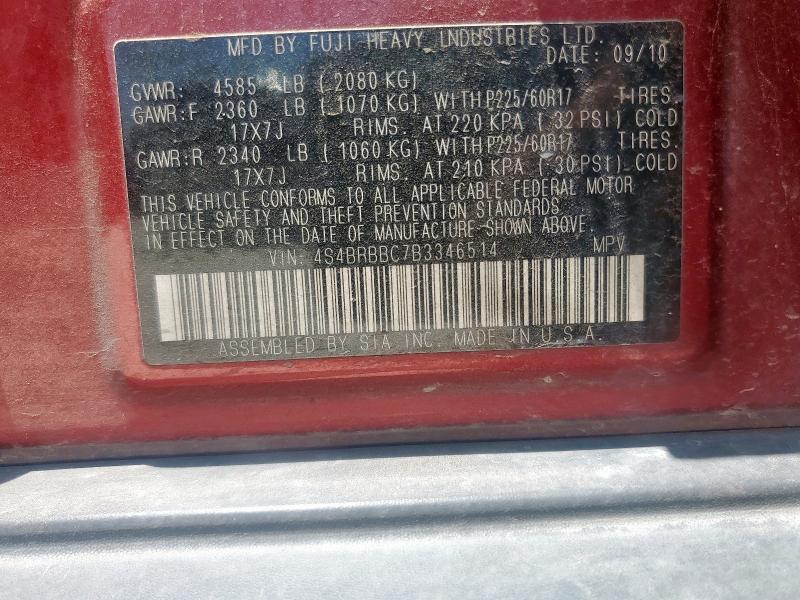 MFD BY FUJI HEAVY INDUSTRIES LTD.
DATE: 09/10
GVWR: 4585 LB ( 2080 KG)
GAWR:F 2360 LB ( 1070 KG) WITH P225/60R17 TIRES.
17X7J RIMS. AT 220 KPA ( 32 PSI) COLD
GAWR:R 2340 LB ( 1060 KG) WITH P225/60R17 TIRES.
17X7J RIMS. AT 210 KPA ( 30 PSI) COLD
THIS VEHICLE CONFORMS TO ALL APPLICABLE FEDERAL MOTOR
VEHICLE SAFETY AND THEFT PREVENTION STANDARDS
IN EFFECT ON THE DATE OF MANUFACTURE SHOWN ABOVE.
VIN: 4S4BRBBC7B3346514 MPV
ASSEMBLED BY SIA INC. MADE IN U.S.A.